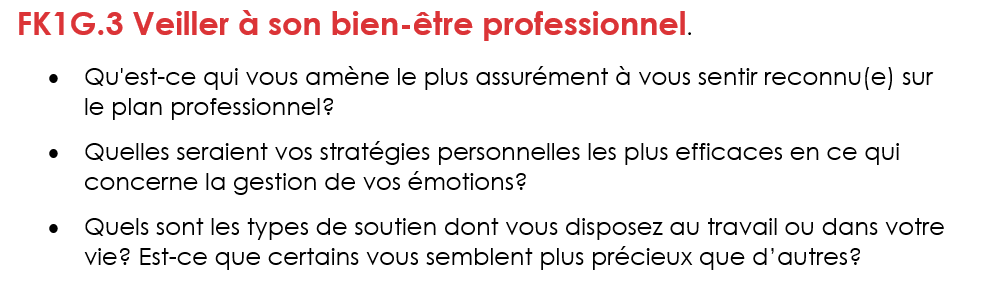 FK1G.3 Veiller à son bien-être professionnel.
• Qu'est-ce qui vous amène le plus assurément à vous sentir reconnu(e) sur
le plan professionnel?
• Quelles seraient vos stratégies personnelles les plus efficaces en ce qui
concerne la gestion de vos émotions?
• Quels sont les types de soutien dont vous disposez au travail ou dans votre
vie? Est-ce que certains vous semblent plus précieux que d’autres?